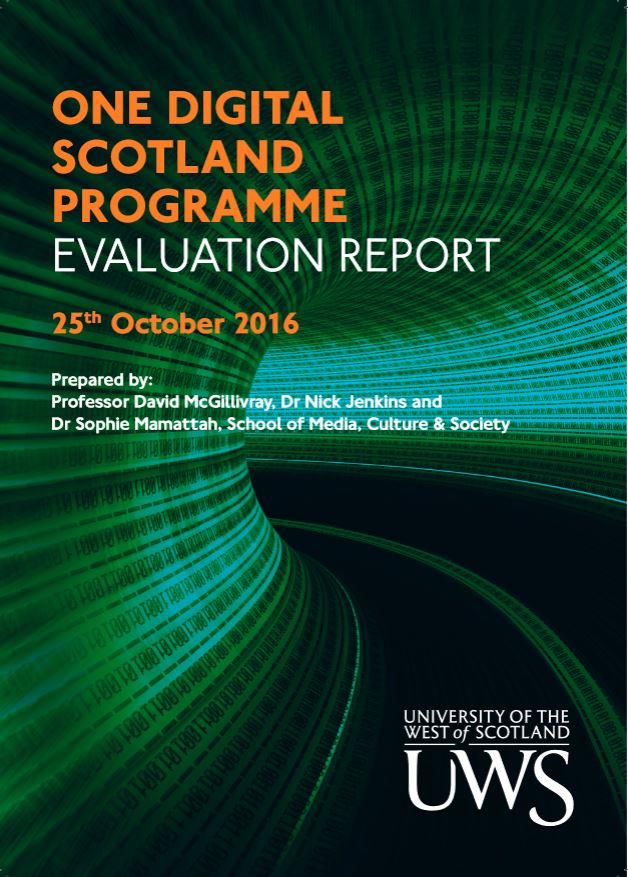 ONE DIGITAL
SCOTLAND
PROGRAMME
EVALUATION REPORT
25th October 2016
Prepared by:
Professor David McGillivray, Dr Nick Jenkins and
Dr Sophie Mamattah, School of Media, Culture & Society
UNIVERSITY OF THE
WEST of SCOTLAND
UWS